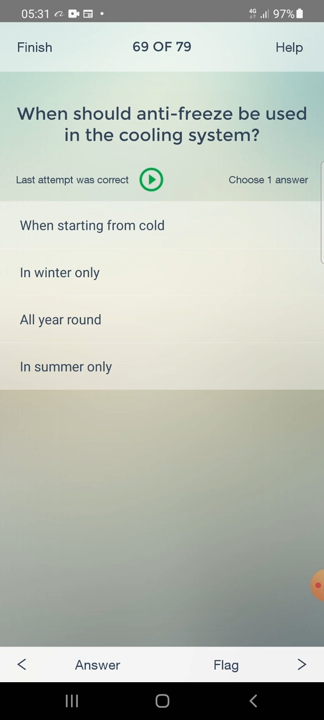 05:31 4G 97%
Finish 69 OF 79 Help
When should anti-freeze be used
in the cooling system?
Last attempt was correct Choose 1 answer
When starting from cold
In winter only
All year round
In summer only
< Answer Flag >